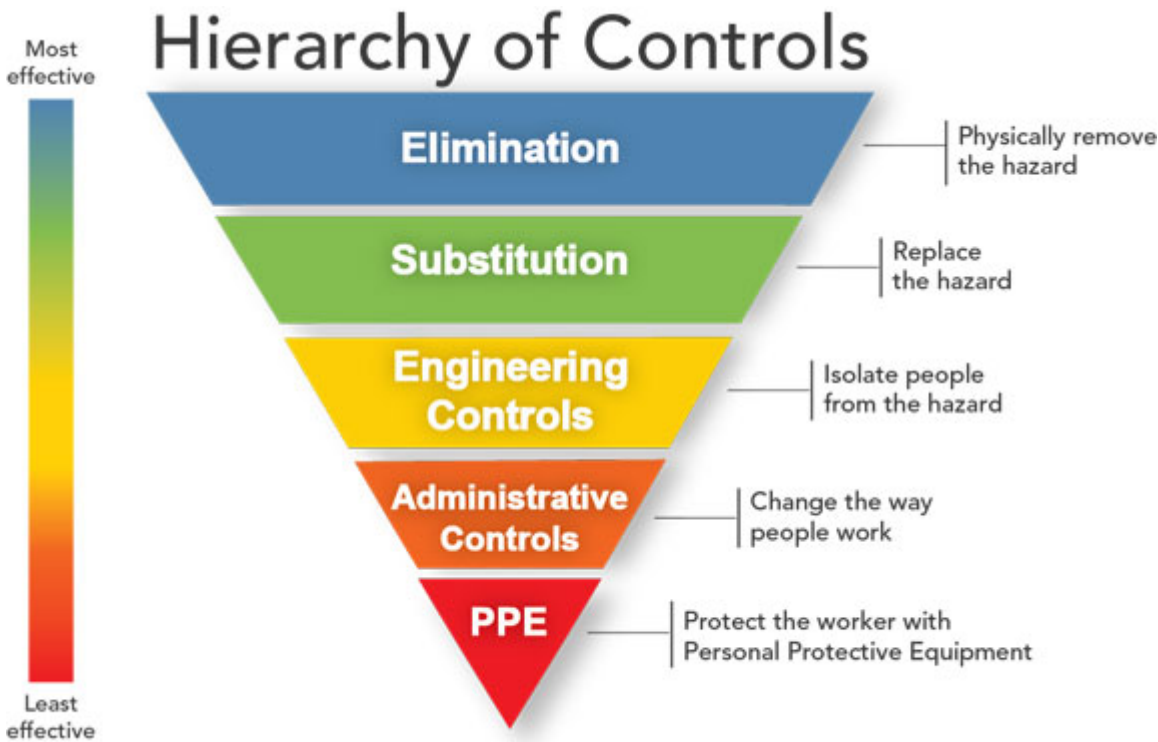 Hierarchy of Controls
Most
effective
Elimination
Physically remove
the hazard
Substitution
Replace
the hazard
Engineering
Controls
Isolate people
from the hazard
Administrative
Controls
Change the way
people work
PPE
Protect the worker with
Personal Protective Equipment
Least
effective